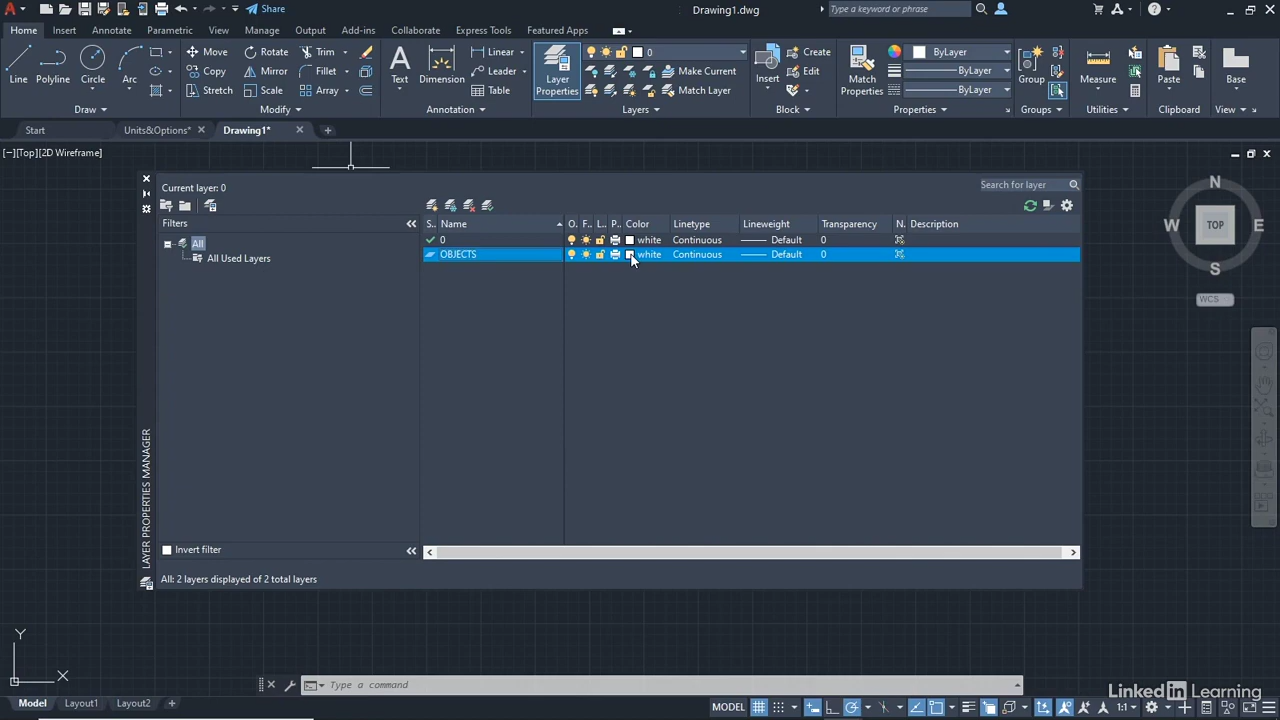 Share
Drawing1.dwg
Type a keyword or phrase
Home Insert Annotate Parametric View Manage Output Add-ins Collaborate Express Tools Featured Apps
Line Polyline Circle Arc
Move Rotate Trim
Copy Mirror Fillet
Stretch Scale Array
Text Dimension
Linear
Leader
Table
Layer
Properties
0
Make Current
Match Layer
Insert
Create
Edit
Match
Properties
ByLayer
ByLayer
ByLayer
Group
Measure
Paste
Base
Draw Modify Annotation Layers Block Properties Groups Utilities Clipboard View
Start Units&Options* Drawing1*
[−][Top][2D Wireframe]
Current layer: 0
Search for layer
Filters
All
All Used Layers
S.. Name O. F.. L. P.. Color Linetype Lineweight Transparency N. Description
0 white Continuous Default 0
OBJECTS white Continuous Default 0
Invert filter
All: 2 layers displayed of 2 total layers
LAYER PROPERTIES MANAGER
N
W TOP E
S
WCS
Y
X
Type a command
Linked in Learning
Model Layout1 Layout2
MODEL 1:1